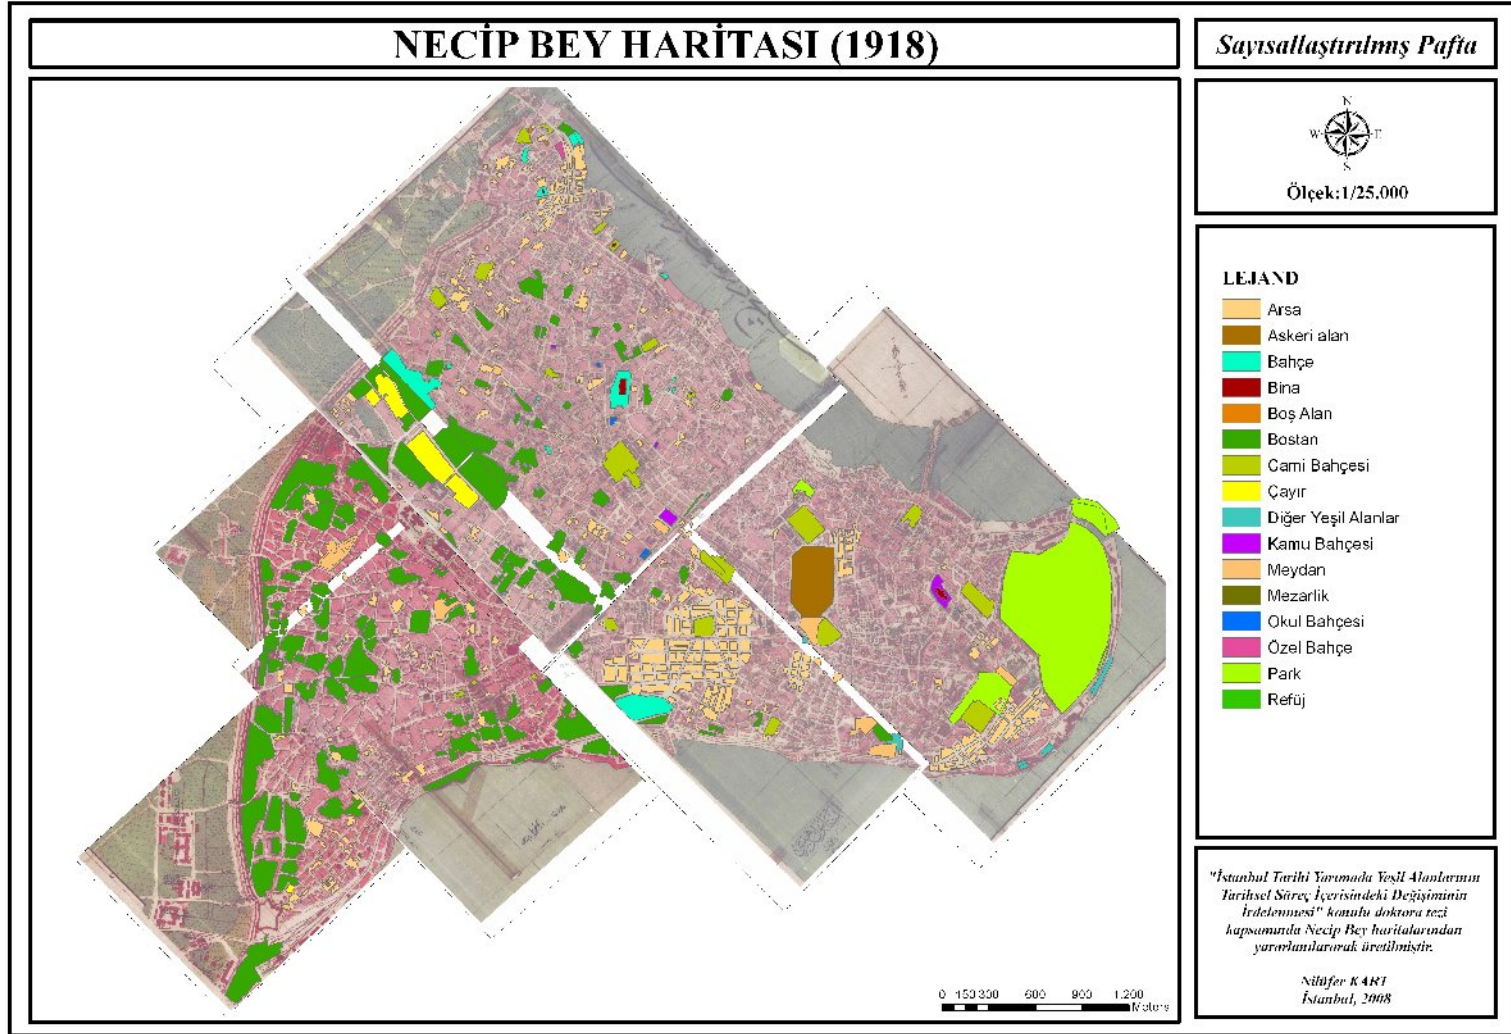 NECİP BEY HARİTASI (1918)
Sayısallaştırılmş Pafta
N
W
E
S
Ölçek:1/25.000
LEJAND
Arsa
Askeri alan
Bahçe
Bina
Boş Alan
Bostan
Cami Bahçesi
Çayır
Diğer Yeşil Alanlar
Kamu Bahçesi
Meydan
Mezarlik
Okul Bahçesi
Özel Bahçe
Park
Refüj
"İstanbul Tarihi Yarımada Yeşil Alanlarının
Tarihsel Süreç İçerisindeki Değişiminin
İrdelenmesi" konulu doktora tezi
kapsamında Necip Bey haritalarından
yararlanılarak üretilmiştir.
Nilüfer KART
İstanbul, 2008
0 150 300 600 900 1.200
Meters